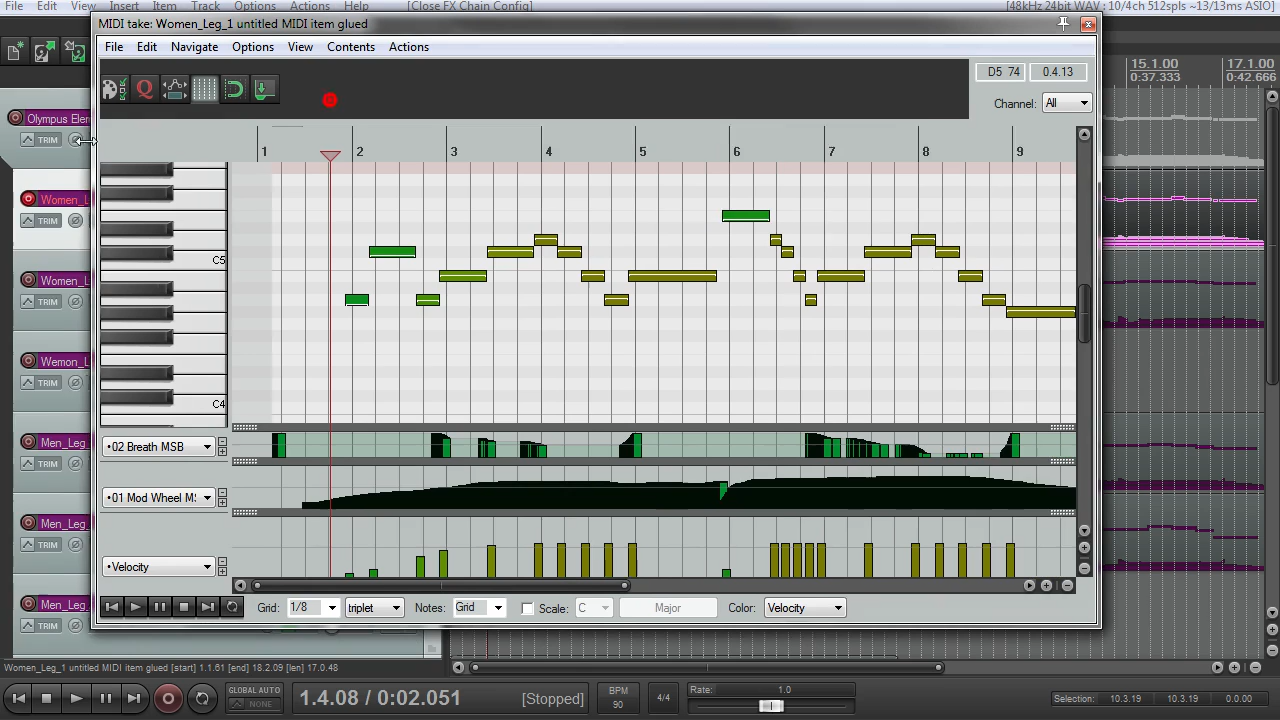 File Edit View Insert Item Track Options Actions Help [Close FX Chain Config] [48kHz 24bit WAV : 10/4ch 512spls ~13/13ms ASIO]
MIDI take: Women_Leg_1 untitled MIDI item glued
File Edit Navigate Options View Contents Actions
D5 74 0.4.13
Channel: All
15.1.00 17.1.00
0:37.333 0:42.666
Q
Olympus Elem
TRIM
1 2 3 4 5 6 7 8 9
Women_L
TRIM
C5
Women_L
TRIM
Wemon_L
TRIM
C4
Men_Leg_
TRIM
•02 Breath MSB
•01 Mod Wheel M
Men_Leg_
TRIM
•Velocity
Men_Leg_
TRIM
Grid: 1/8 triplet Notes: Grid Scale: C Major Color: Velocity
Women_Leg_1 untitled MIDI item glued [start] 1.1.61 [end] 18.2.09 [len] 17.0.48
GLOBAL AUTO
NONE
1.4.08 / 0:02.051 [Stopped]
BPM
90
4/4
Rate: 1.0
Selection: 10.3.19 10.3.19 0.0.00